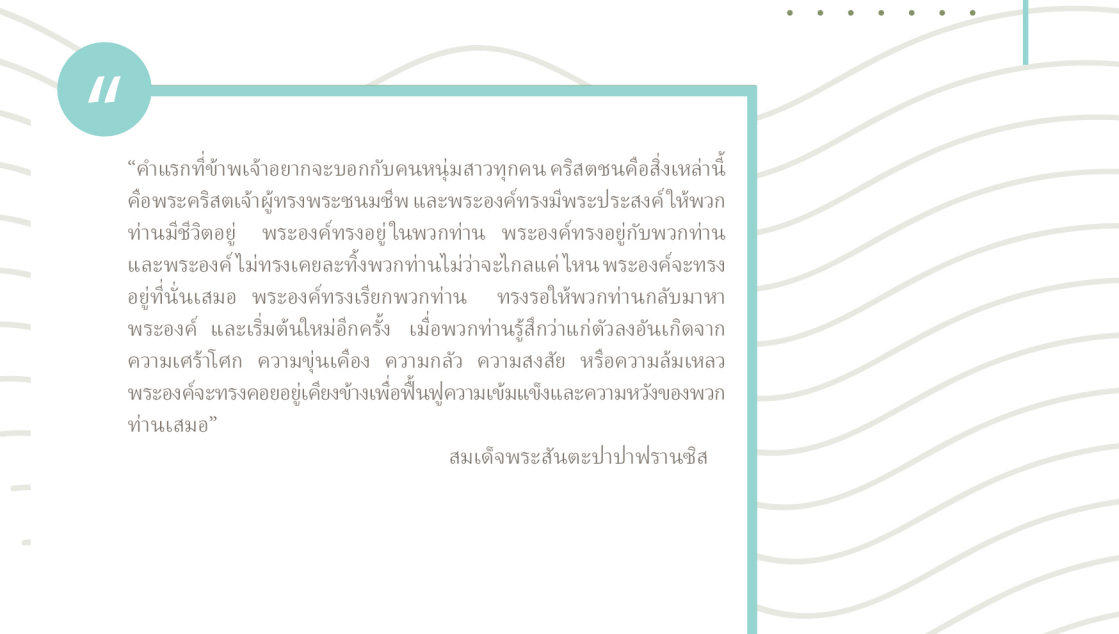 “คำแรกที่ข้าพเจ้าอยากจะบอกกับคนหนุ่มสาวทุกคน คริสตชนคือสิ่งเหล่านี้
คือพระคริสตเจ้าผู้ทรงพระชนมชีพ และพระองค์ทรงมีพระประสงค์ให้พวก
ท่านมีชีวิตอยู่ พระองค์ทรงอยู่ในพวกท่าน พระองค์ทรงอยู่กับพวกท่าน
และพระองค์ไม่ทรงเคยละทิ้งพวกท่านไม่ว่าจะไกลแค่ไหน พระองค์จะทรง
อยู่ที่นั่นเสมอ พระองค์ทรงเรียกพวกท่าน ทรงรอให้พวกท่านกลับมาหา
พระองค์ และเริ่มต้นใหม่อีกครั้ง เมื่อพวกท่านรู้สึกว่าแก่ตัวลงอันเกิดจาก
ความเศร้าโศก ความขุ่นเคือง ความกลัว ความสงสัย หรือความล้มเหลว
พระองค์จะทรงคอยอยู่เคียงข้างเพื่อฟื้นฟูความเข้มแข็งและความหวังของพวก
ท่านเสมอ”
สมเด็จพระสันตะปาปาฟรานซิส